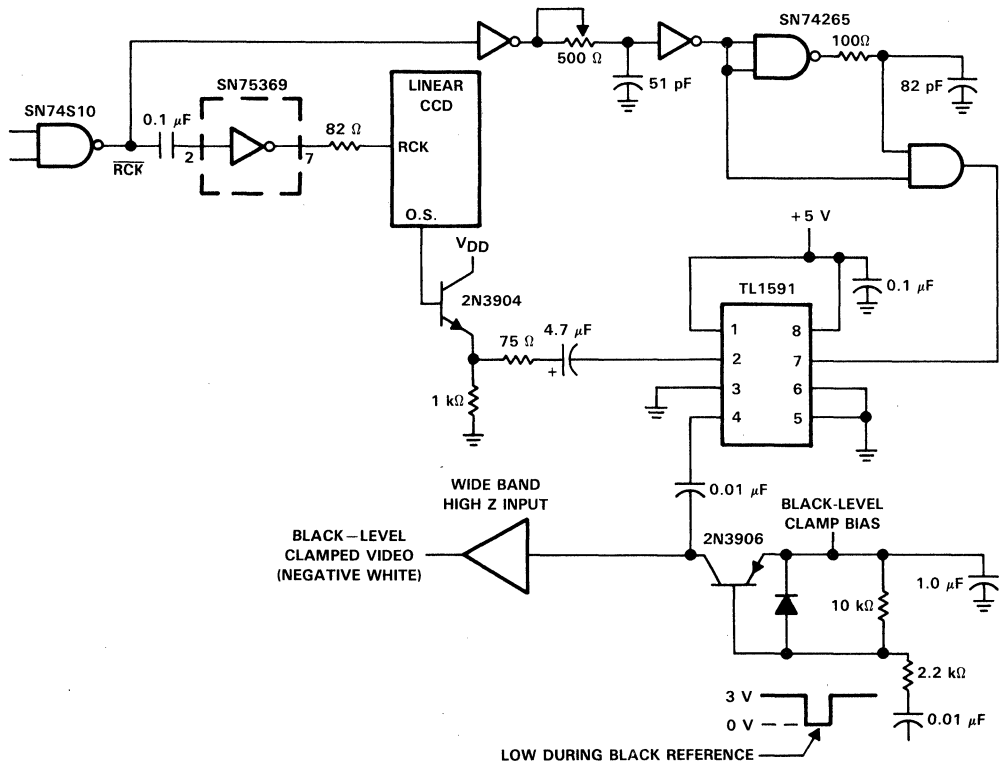 SN74265
100Ω
500 Ω
51 pF
82 pF
SN74S10
0.1 μF
SN75369
2
7
82 Ω
LINEAR
CCD
RCK
RCK
O.S.
VDD
2N3904
75 Ω
4.7 μF
+
1 kΩ
+5 V
TL1591
0.1 μF
1
8
2
7
3
6
4
5
0.01 μF
WIDE BAND
HIGH Z INPUT
BLACK—LEVEL
CLAMPED VIDEO
(NEGATIVE WHITE)
2N3906
BLACK-LEVEL
CLAMP BIAS
10 kΩ
1.0 μF
2.2 kΩ
0.01 μF
3 V
0 V
LOW DURING BLACK REFERENCE